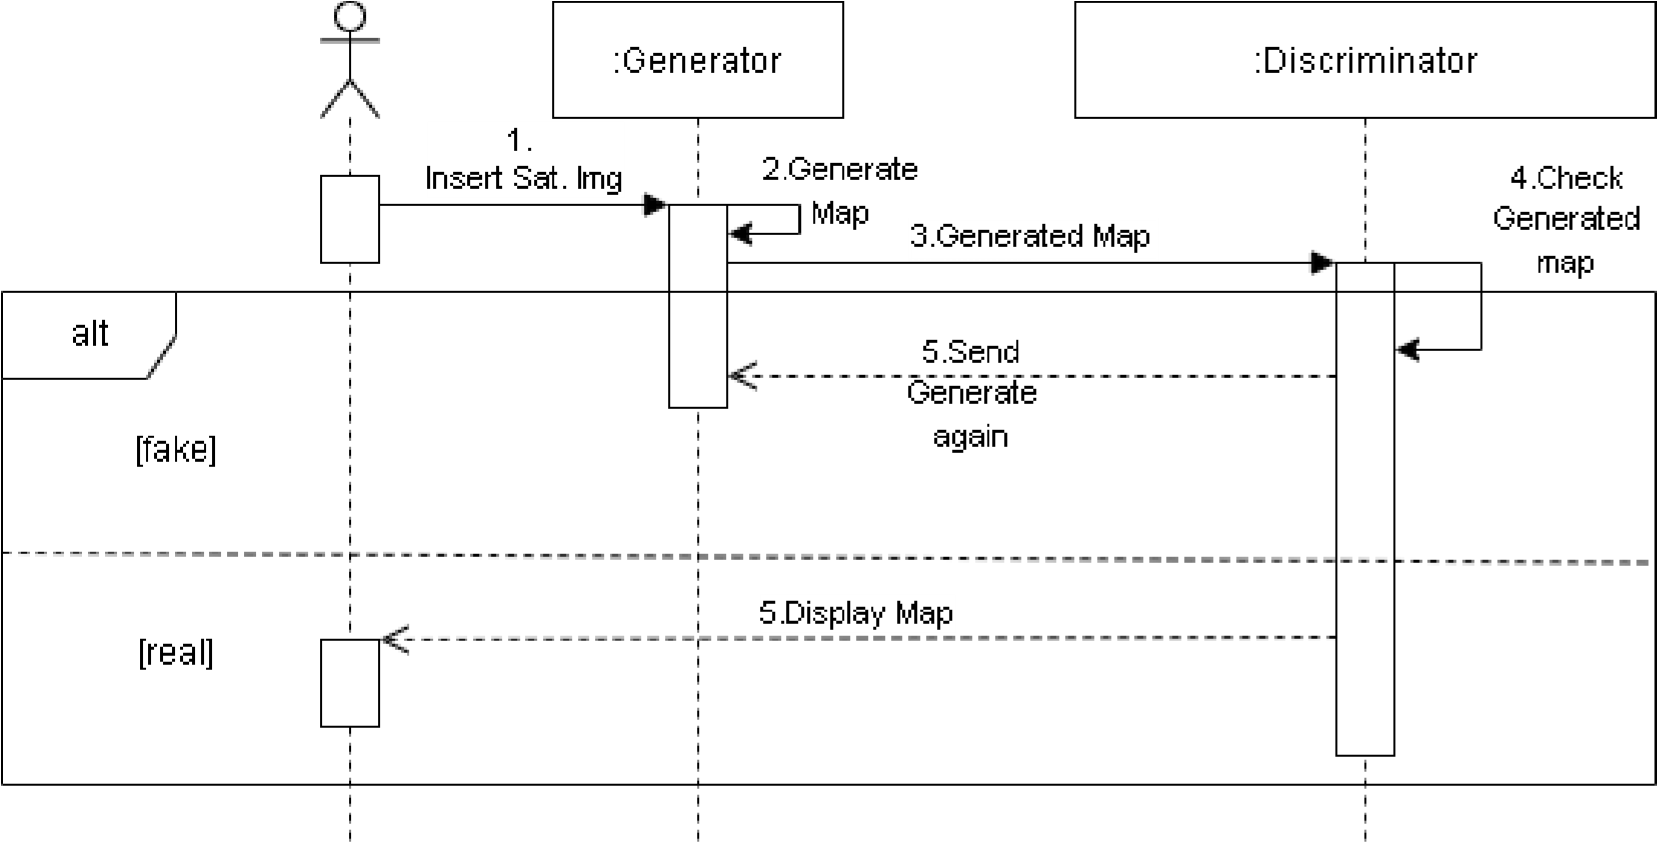 :Generator
:Discriminator
1.
Insert Sat. Img
2.Generate
Map
3.Generated Map
4.Check
Generated
map
alt
5.Send
Generate
again
[fake]
5.Display Map
[real]